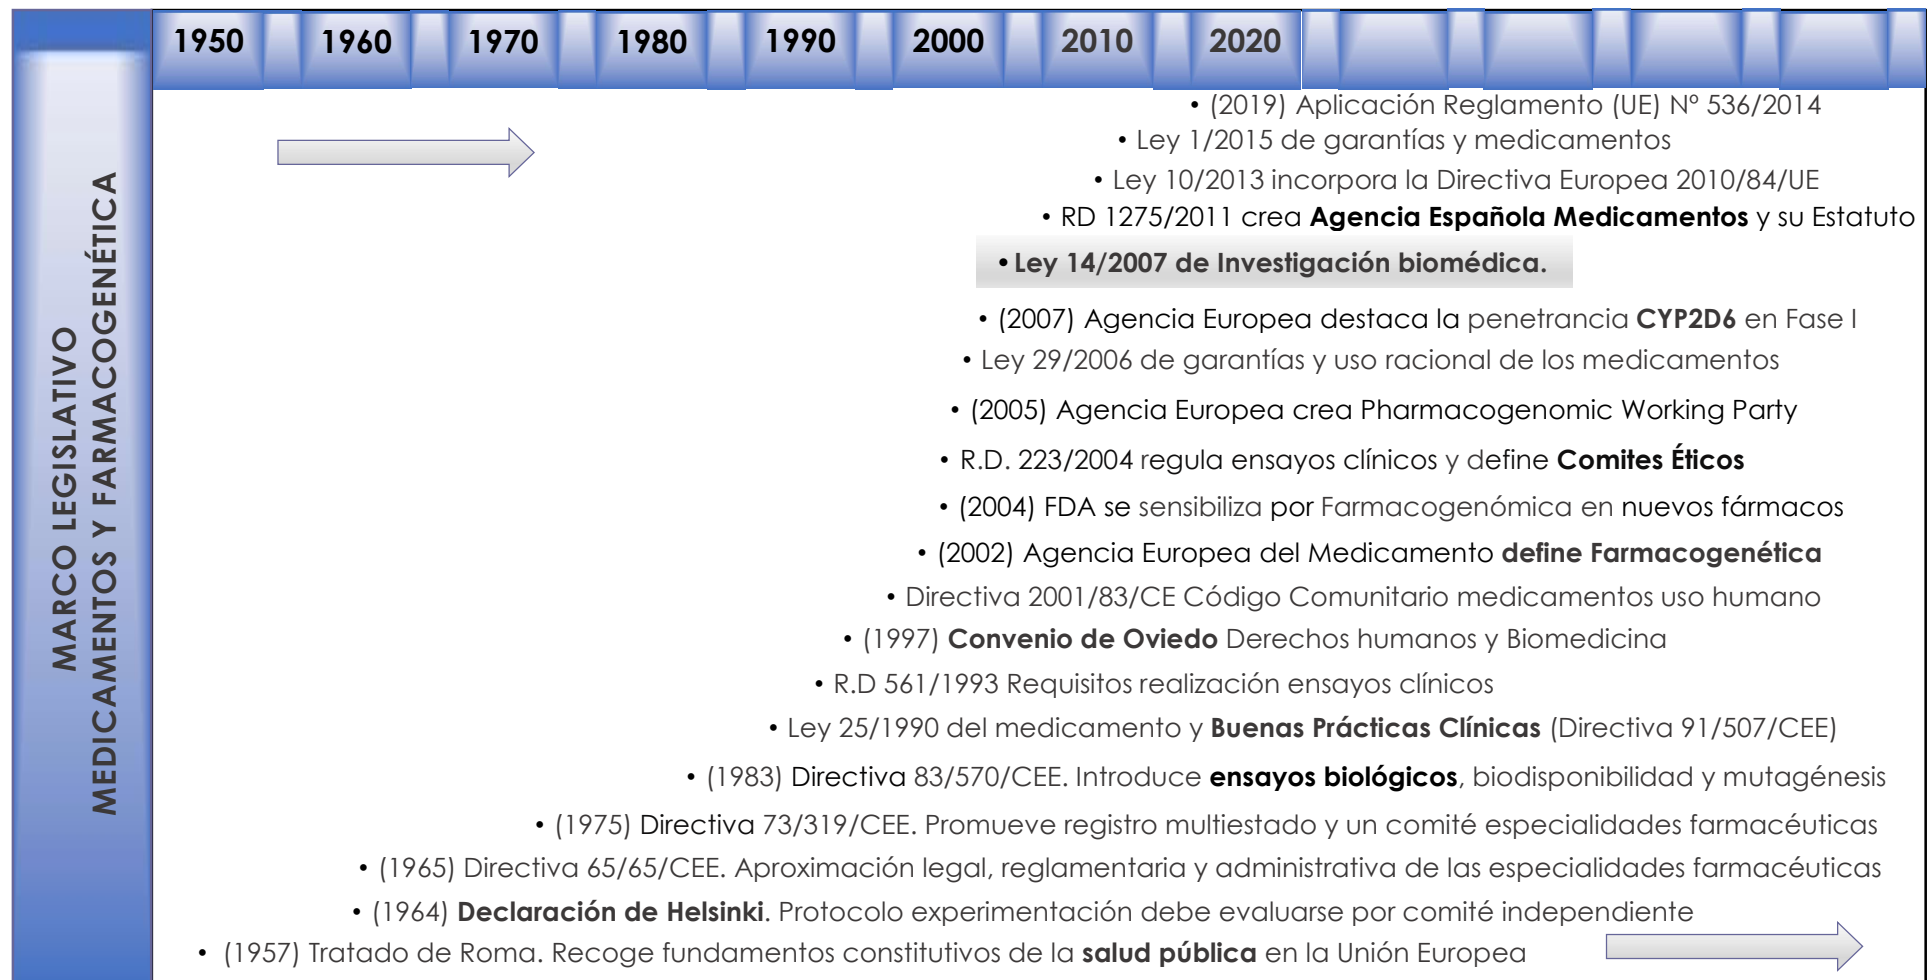 1950 1960 1970 1980 1990 2000 2010 2020
MARCO LEGISLATIVO
MEDICAMENTOS Y FARMACOGENÉTICA
• (2019) Aplicación Reglamento (UE) Nº 536/2014
• Ley 1/2015 de garantías y medicamentos
• Ley 10/2013 incorpora la Directiva Europea 2010/84/UE
• RD 1275/2011 crea Agencia Española Medicamentos y su Estatuto
• Ley 14/2007 de Investigación biomédica.
• (2007) Agencia Europea destaca la penetrancia CYP2D6 en Fase I
• Ley 29/2006 de garantías y uso racional de los medicamentos
• (2005) Agencia Europea crea Pharmacogenomic Working Party
• R.D. 223/2004 regula ensayos clínicos y define Comites Éticos
• (2004) FDA se sensibiliza por Farmacogenómica en nuevos fármacos
• (2002) Agencia Europea del Medicamento define Farmacogenética
• Directiva 2001/83/CE Código Comunitario medicamentos uso humano
• (1997) Convenio de Oviedo Derechos humanos y Biomedicina
• R.D 561/1993 Requisitos realización ensayos clínicos
• Ley 25/1990 del medicamento y Buenas Prácticas Clínicas (Directiva 91/507/CEE)
• (1983) Directiva 83/570/CEE. Introduce ensayos biológicos, biodisponibilidad y mutagénesis
• (1975) Directiva 73/319/CEE. Promueve registro multiestado y un comité especialidades farmacéuticas
• (1965) Directiva 65/65/CEE. Aproximación legal, reglamentaria y administrativa de las especialidades farmacéuticas
• (1964) Declaración de Helsinki. Protocolo experimentación debe evaluarse por comité independiente
• (1957) Tratado de Roma. Recoge fundamentos constitutivos de la salud pública en la Unión Europea